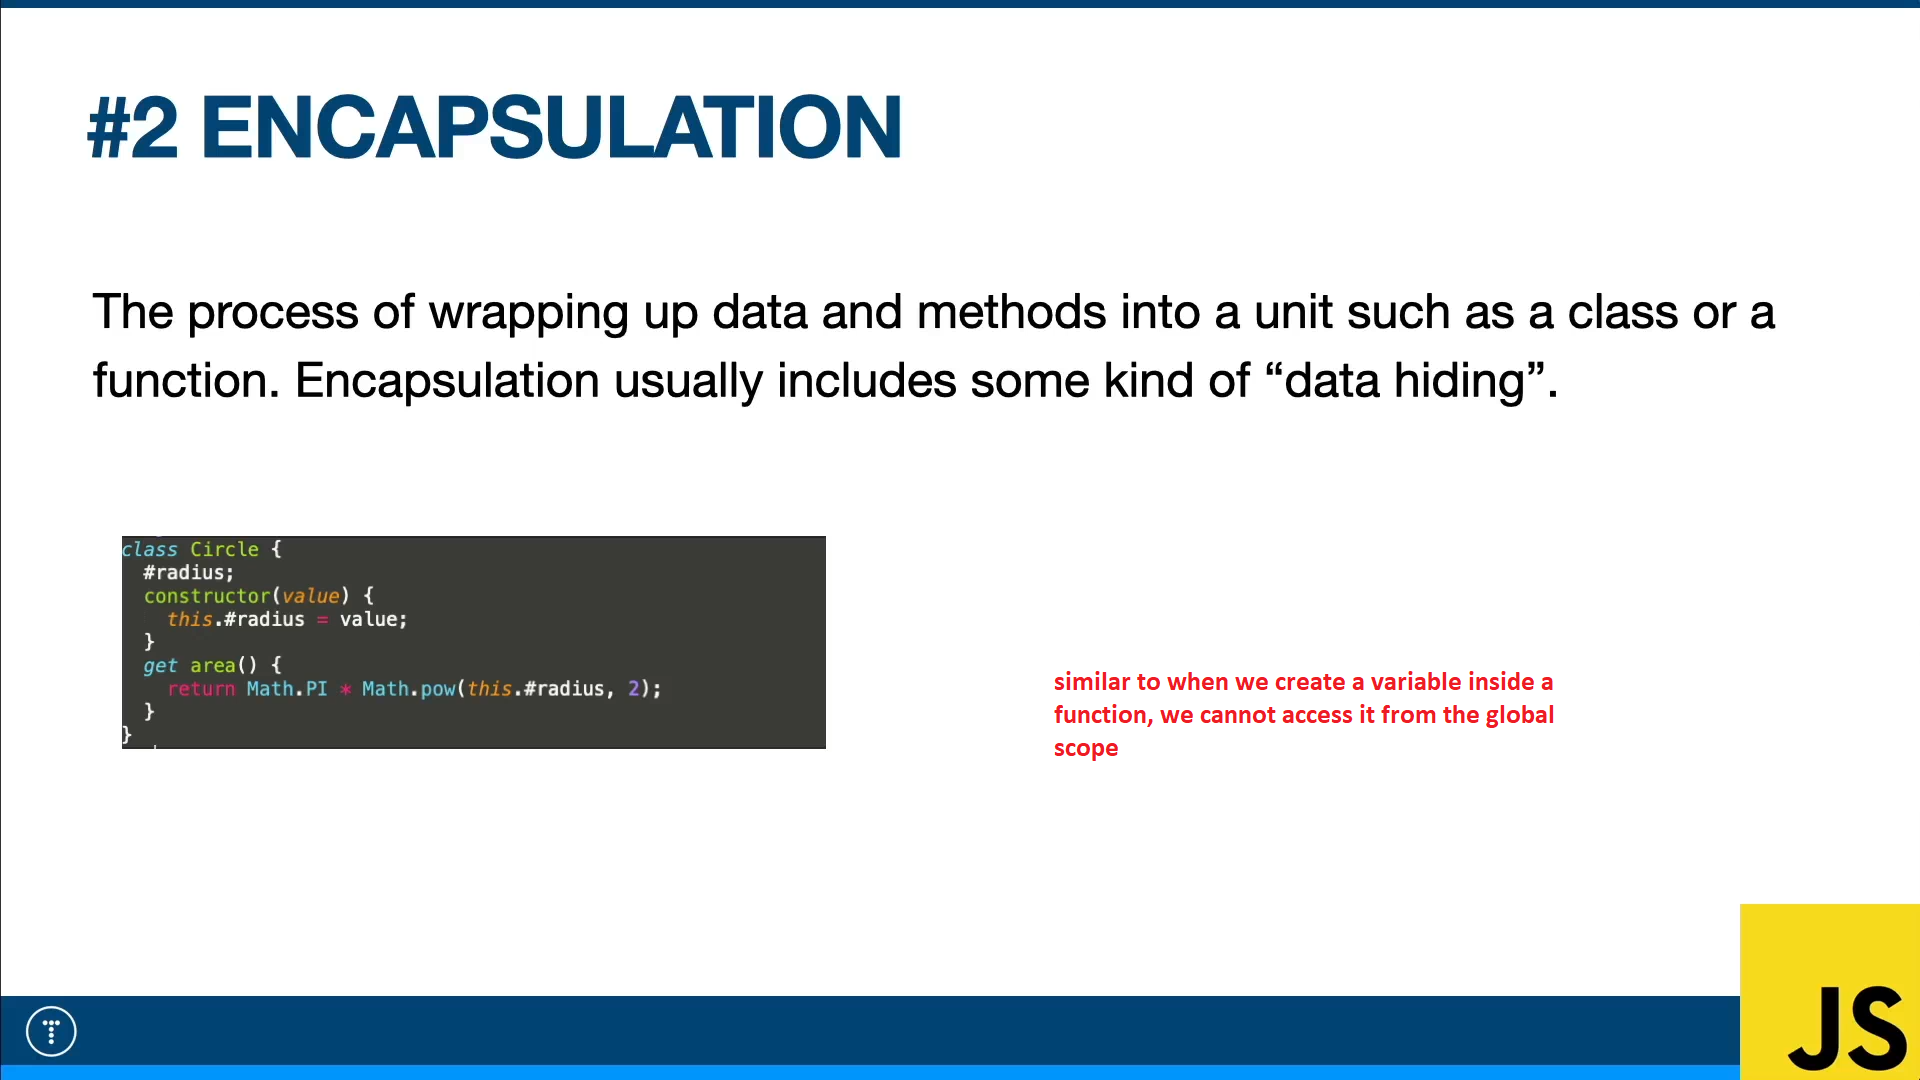 #2 ENCAPSULATION
The process of wrapping up data and methods into a unit such as a class or a
function. Encapsulation usually includes some kind of “data hiding”.
class Circle {
  #radius;
  constructor(value) {
    this.#radius = value;
  }
  get area() {
    return Math.PI * Math.pow(this.#radius, 2);
  }
}
similar to when we create a variable inside a
function, we cannot access it from the global
scope
JS